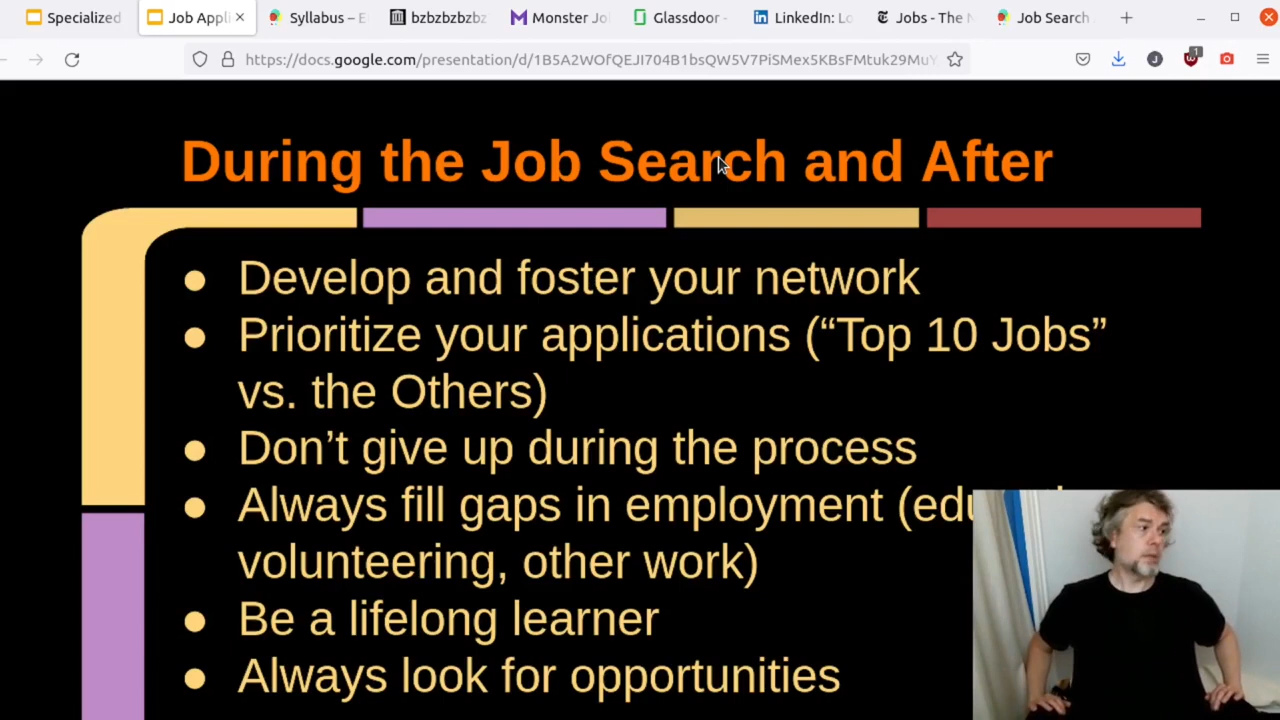 Specialized
Job Appli
Syllabus – E
bzbzbzbzbz
Monster Jo
Glassdoor -
LinkedIn: Lo
Jobs - The N
Job Search
https://docs.google.com/presentation/d/1B5A2WOfQEJI704B1bsQW5V7PiSMex5KBsFMtuk29MuY
1
J
During the Job Search and After
● Develop and foster your network
● Prioritize your applications (“Top 10 Jobs”
vs. the Others)
● Don’t give up during the process
● Always fill gaps in employment
volunteering, other work)
● Be a lifelong learner
● Always look for opportunities